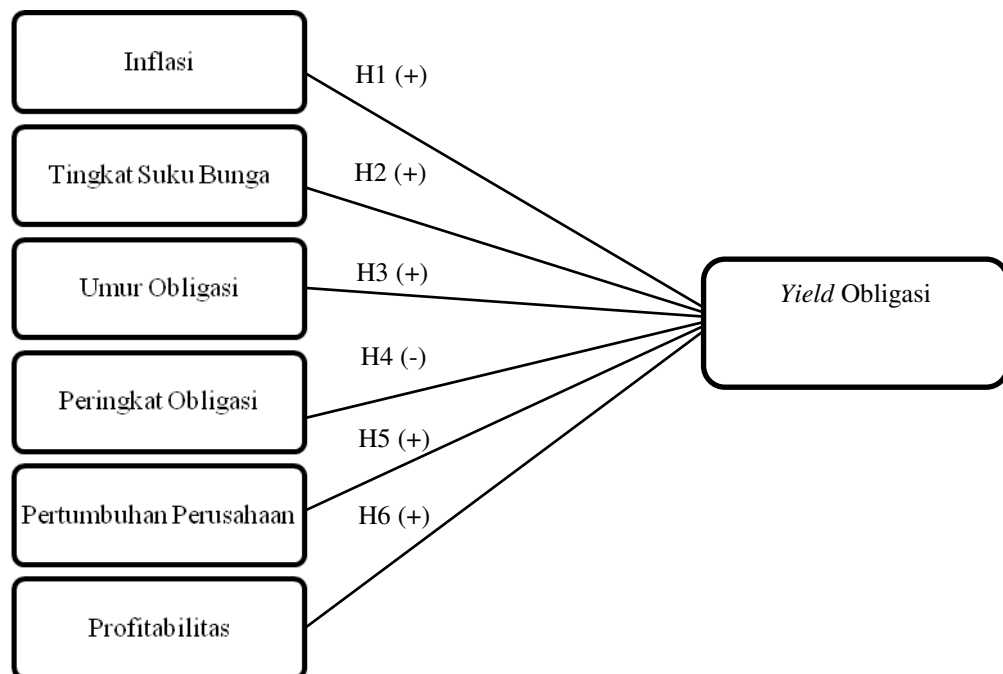 Inflasi
H1 (+)
Tingkat Suku Bunga
H2 (+)
Umur Obligasi
H3 (+)
Yield Obligasi
Peringkat Obligasi
H4 (-)
Pertumbuhan Perusahaan
H5 (+)
Profitabilitas
H6 (+)